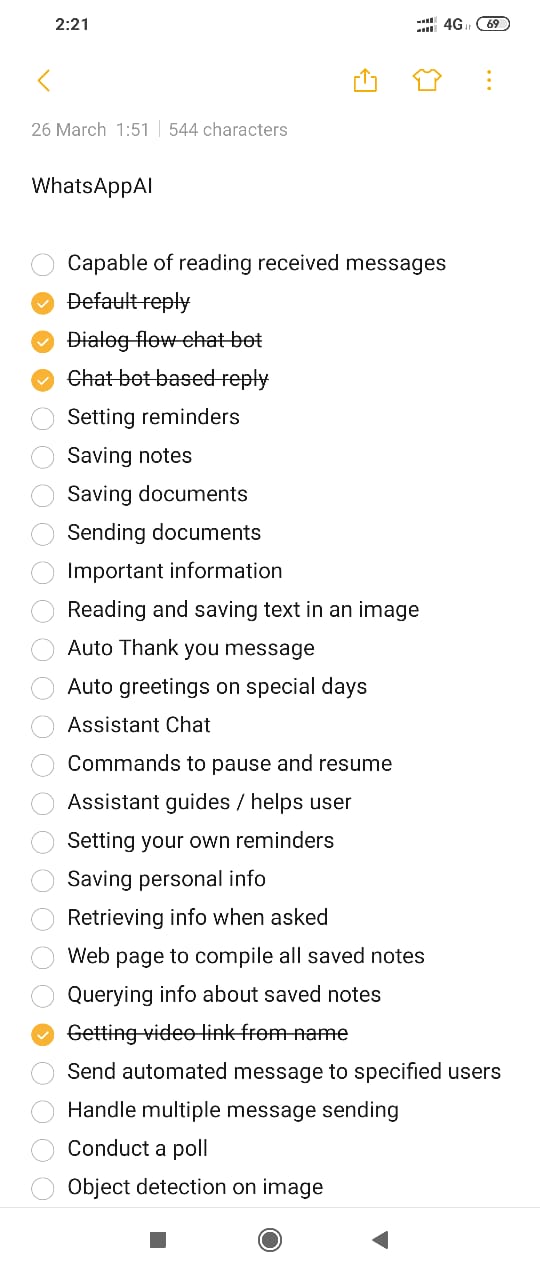 2:21 4G 69
26 March 1:51 | 544 characters
WhatsAppAI
Capable of reading received messages
Default reply
Dialog flow chat bot
Chat bot based reply
Setting reminders
Saving notes
Saving documents
Sending documents
Important information
Reading and saving text in an image
Auto Thank you message
Auto greetings on special days
Assistant Chat
Commands to pause and resume
Assistant guides / helps user
Setting your own reminders
Saving personal info
Retrieving info when asked
Web page to compile all saved notes
Querying info about saved notes
Getting video link from name
Send automated message to specified users
Handle multiple message sending
Conduct a poll
Object detection on image